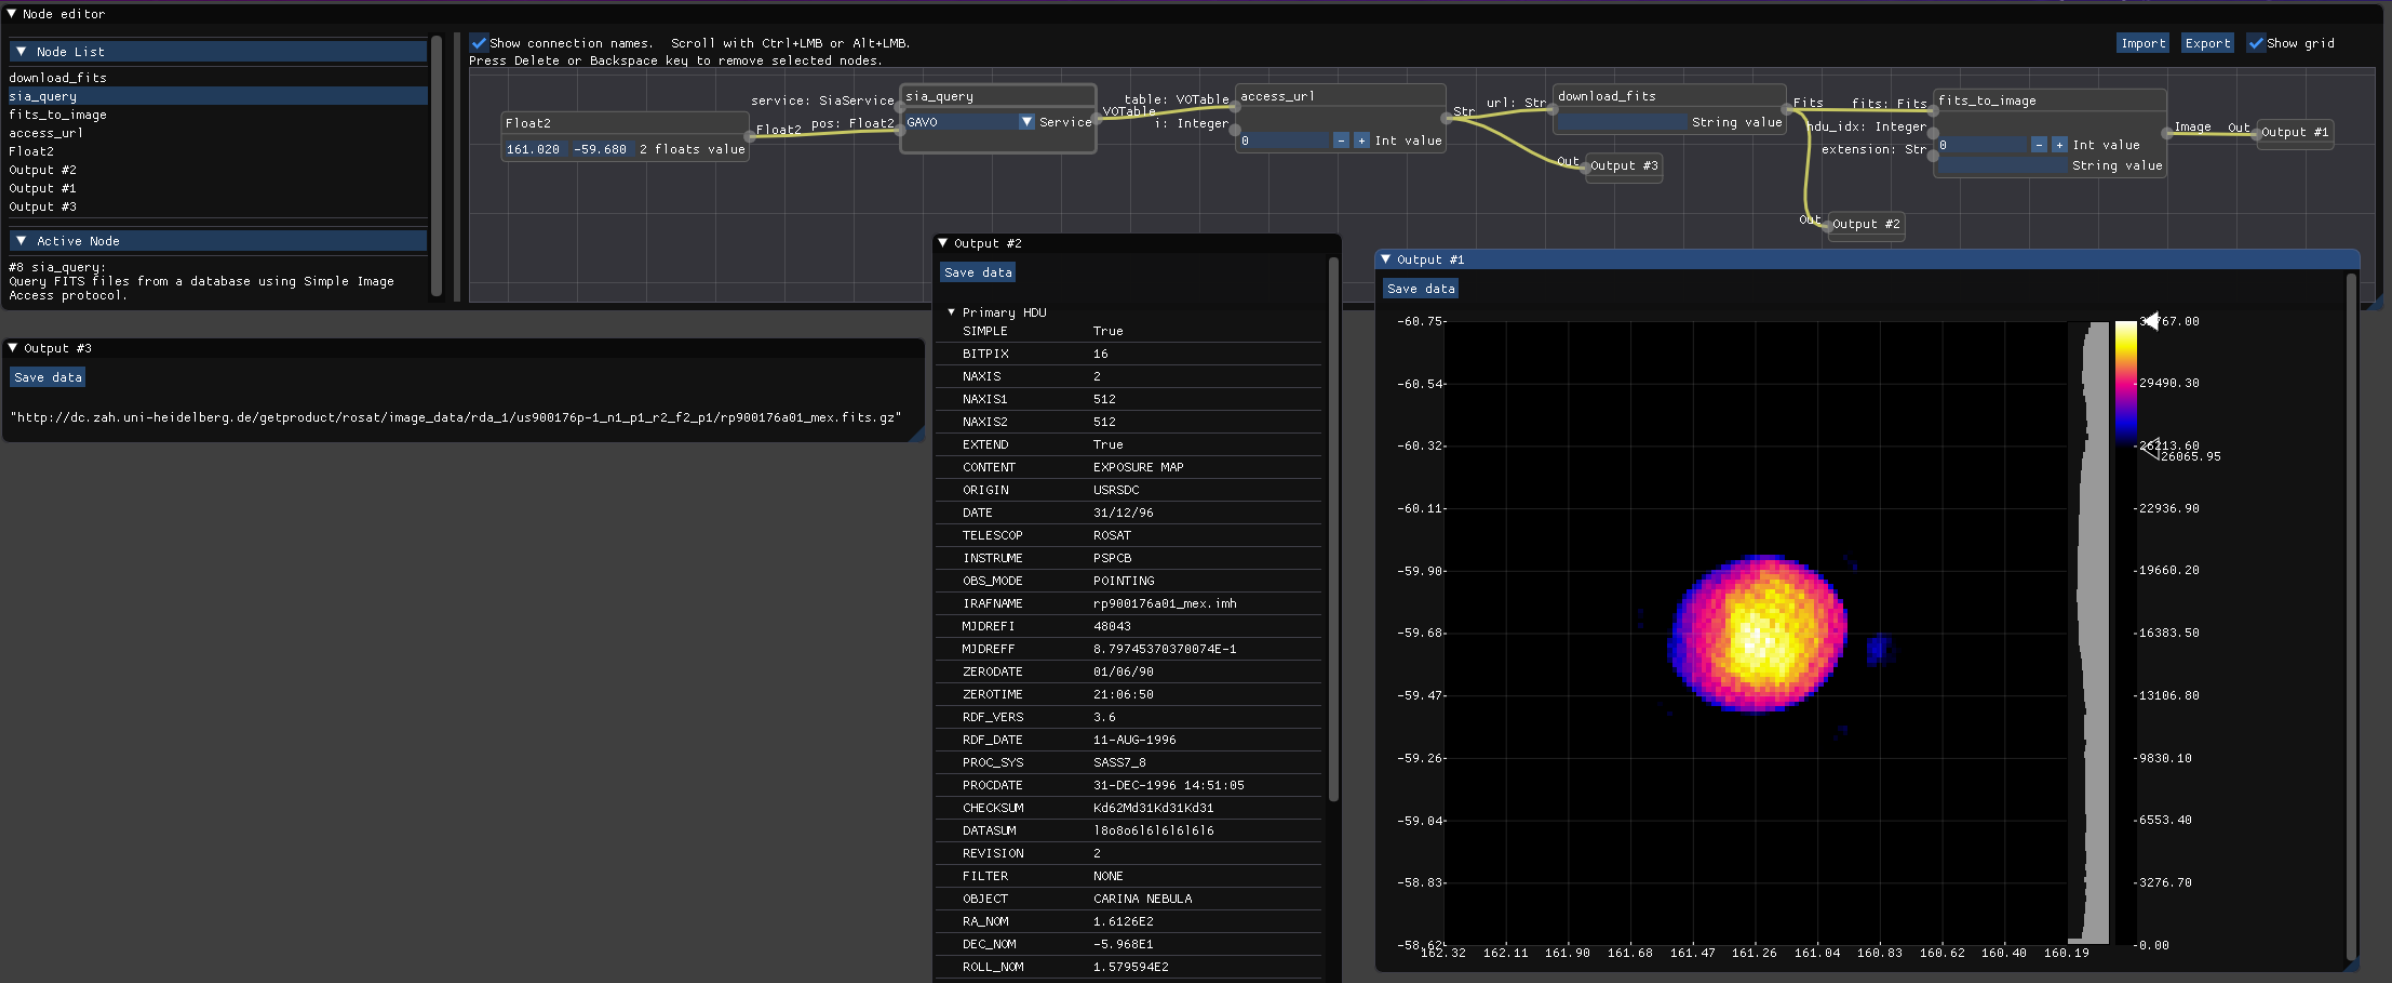 Node editor
Node List
download_fits
sia_query
fits_to_image
access_url
Float2
Output #2
Output #1
Output #3
Active Node
#8 sia_query:
Query FITS files from a database using Simple Image
Access protocol.
Show connection names. Scroll with Ctrl+LMB or Alt+LMB.
Press Delete or Backspace key to remove selected nodes.
Import Export Show grid
Float2
161.020 -59.680 2 floats value
Float2
service: SiaService
pos: Float2
sia_query
GAVO Service
VOTable
table: VOTable
i: Integer
access_url
0 - + Int value
Str
url: Str
download_fits
String value
Out
Output #3
Fits
fits: Fits
hdu_idx: Integer
extension: Str
fits_to_image
0 - + Int value
String value
Image
Out
Output #1
Out
Output #2
Output #3
Save data
"http://dc.zah.uni-heidelberg.de/getproduct/rosat/image_data/rda_1/us900176p-1_n1_p1_r2_f2_p1/rp900176a01_mex.fits.gz"
Output #2
Save data
Primary HDU
SIMPLE True
BITPIX 16
NAXIS 2
NAXIS1 512
NAXIS2 512
EXTEND True
CONTENT EXPOSURE MAP
ORIGIN USRSDC
DATE 31/12/96
TELESCOP ROSAT
INSTRUME PSPCB
OBS_MODE POINTING
IRAFNAME rp900176a01_mex.imh
MJDREFI 48043
MJDREFF 8.79745370370074E-1
ZERODATE 01/06/90
ZEROTIME 21:06:50
RDF_VERS 3.6
RDF_DATE 11-AUG-1996
PROC_SYS SASS7_8
PROCDATE 31-DEC-1996 14:51:05
CHECKSUM Kd62Md31Kd31Kd31
DATASUM l8o8o6l6l6l6l6l6
REVISION 2
FILTER NONE
OBJECT CARINA NEBULA
RA_NOM 1.6126E2
DEC_NOM -5.968E1
ROLL_NOM 1.579594E2
Output #1
Save data
-60.75
-60.54
-60.32
-60.11
-59.90
-59.68
-59.47
-59.26
-59.04
-58.83
-58.62
162.32 162.11 161.90 161.68 161.47 161.26 161.04 160.83 160.62 160.40 160.19
29490.30
26213.60
26065.95
22936.90
19660.20
16383.50
13106.80
9830.10
6553.40
3276.70
0.00